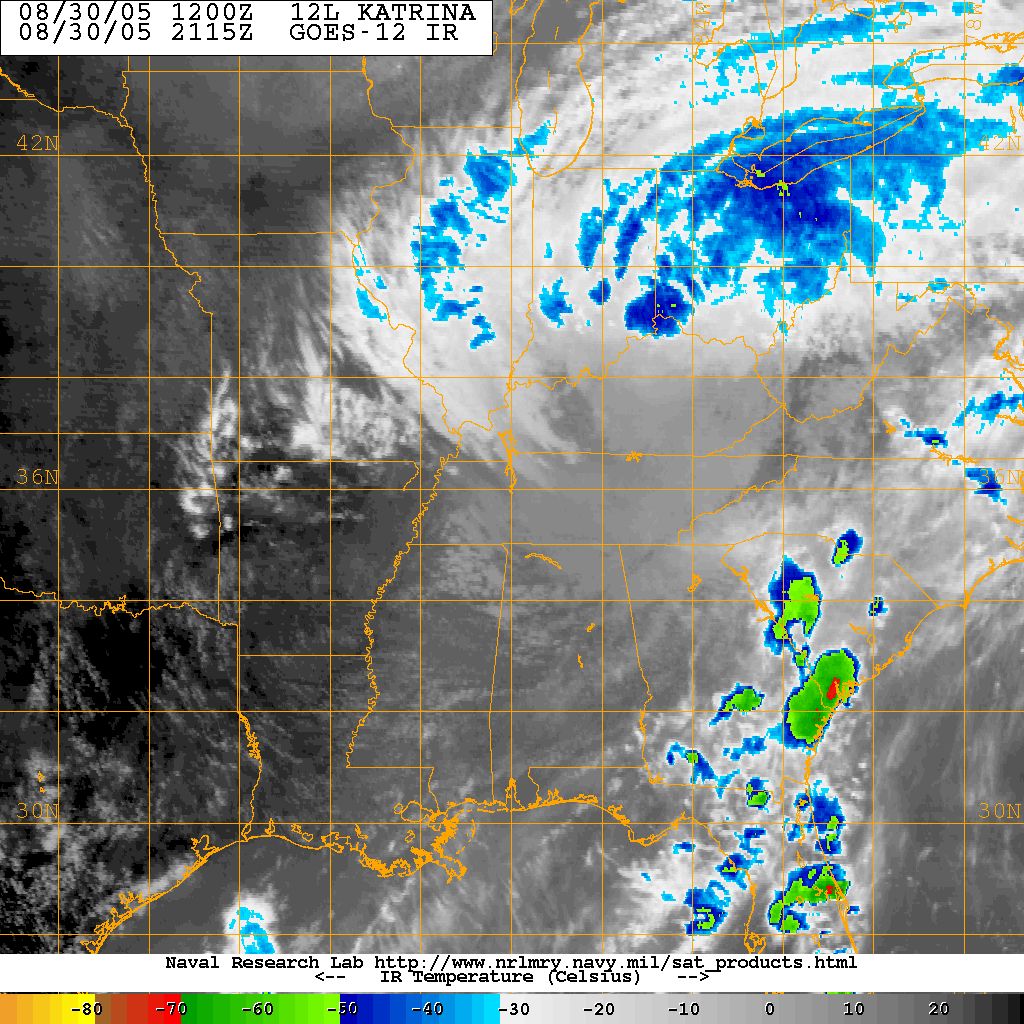 08/30/05 1200Z 12L KATRINA
08/30/05 2115Z GOES-12 IR
42N 42N
36N 36N
30N 30N
Naval Research Lab http://www.nrlmry.navy.mil/sat_products.html
<-- IR Temperature (Celsius) -->
-80 -70 -60 -50 -40 -30 -20 -10 0 10 20